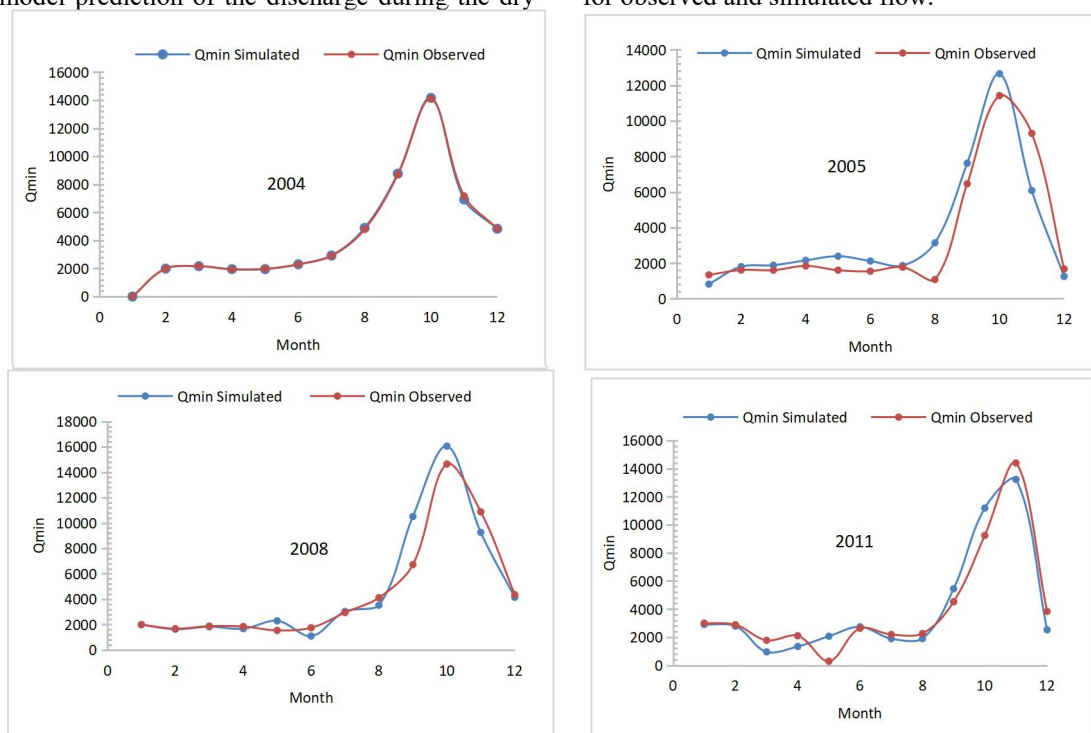 model prediction of the discharge during the dry
for observed and simulated flow.
Qmin Simulated Qmin Observed
16000
14000
12000
10000
8000
6000
4000
2000
0
Qmin
2004
0 2 4 6 8 10 12
Month
Qmin Simulated Qmin Observed
14000
12000
10000
8000
6000
4000
2000
0
Qmin
2005
0 2 4 6 8 10 12
Month
Qmin Simulated Qmin Observed
18000
16000
14000
12000
10000
8000
6000
4000
2000
0
Qmin
2008
0 2 4 6 8 10 12
Month
Qmin Simulated Qmin Observed
16000
14000
12000
10000
8000
6000
4000
2000
0
Qmin
2011
0 2 4 6 8 10 12
Month